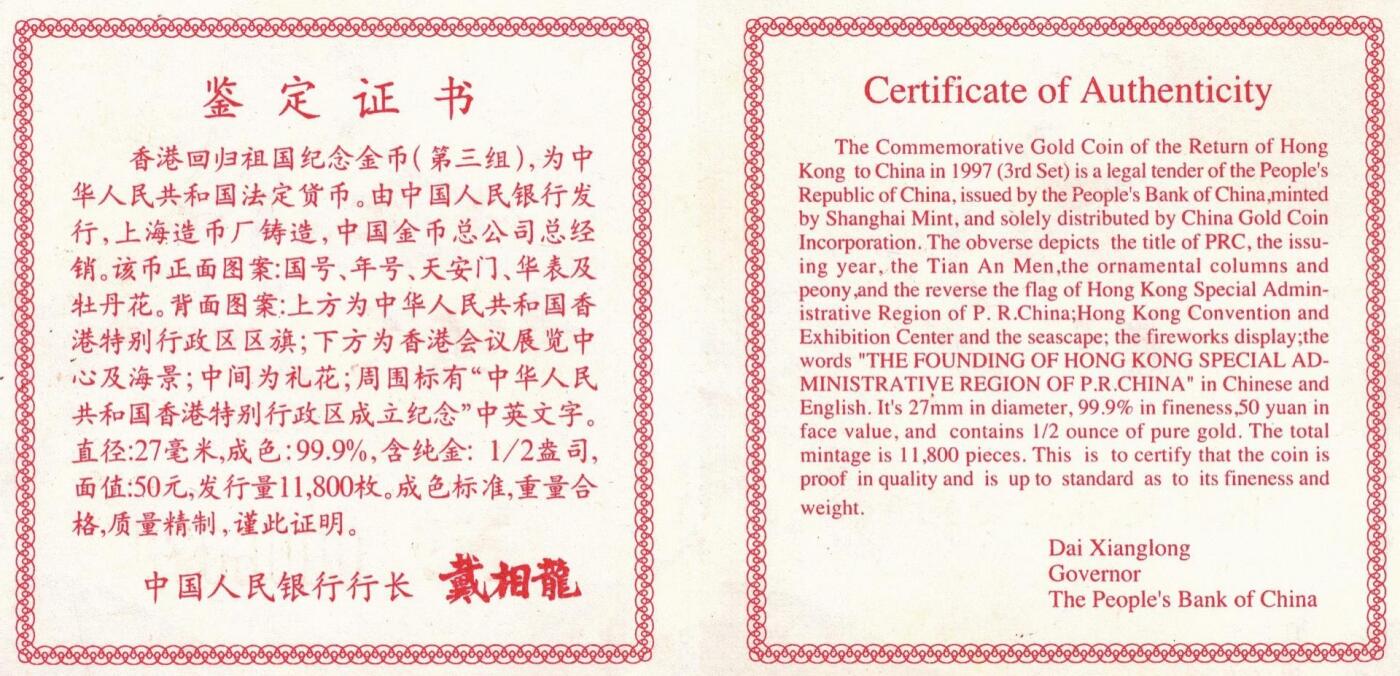 鉴定证书
香港回归祖国纪念金币(第三组),为中
华人民共和国法定货币。由中国人民银行发
行,上海造币厂铸造,中国金币总公司总经
销。该币正面图案:国号、年号、天安门、华表及
牡丹花。背面图案:上方为中华人民共和国香
港特别行政区区旗;下方为香港会议展览中
心及海景;中间为礼花;周围标有“中华人民
共和国香港特别行政区成立纪念”中英文字。
直径:27毫米,成色:99.9%,含纯金: 1/2盎司,
面值:50元,发行量11,800枚。成色标准,重量合
格,质量精制,谨此证明。
中国人民银行行长 戴相龍
Certificate of Authenticity
The Commemorative Gold Coin of the Return of Hong
Kong to China in 1997 (3rd Set) is a legal tender of the People's
Republic of China, issued by the People's Bank of China,minted
by Shanghai Mint, and solely distributed by China Gold Coin
Incorporation. The obverse depicts the title of PRC, the issu-
ing year, the Tian An Men,the ornamental columns and
peony,and the reverse the flag of Hong Kong Special Admin-
istrative Region of P. R.China;Hong Kong Convention and
Exhibition Center and the seascape; the fireworks display;the
words "THE FOUNDING OF HONG KONG SPECIAL AD-
MINISTRATIVE REGION OF P.R.CHINA" in Chinese and
English. It's 27mm in diameter, 99.9% in fineness,50 yuan in
face value, and contains 1/2 ounce of pure gold. The total
mintage is 11,800 pieces. This is to certify that the coin is
proof in quality and is up to standard as to its fineness and
weight.
Dai Xianglong
Governor
The People's Bank of China